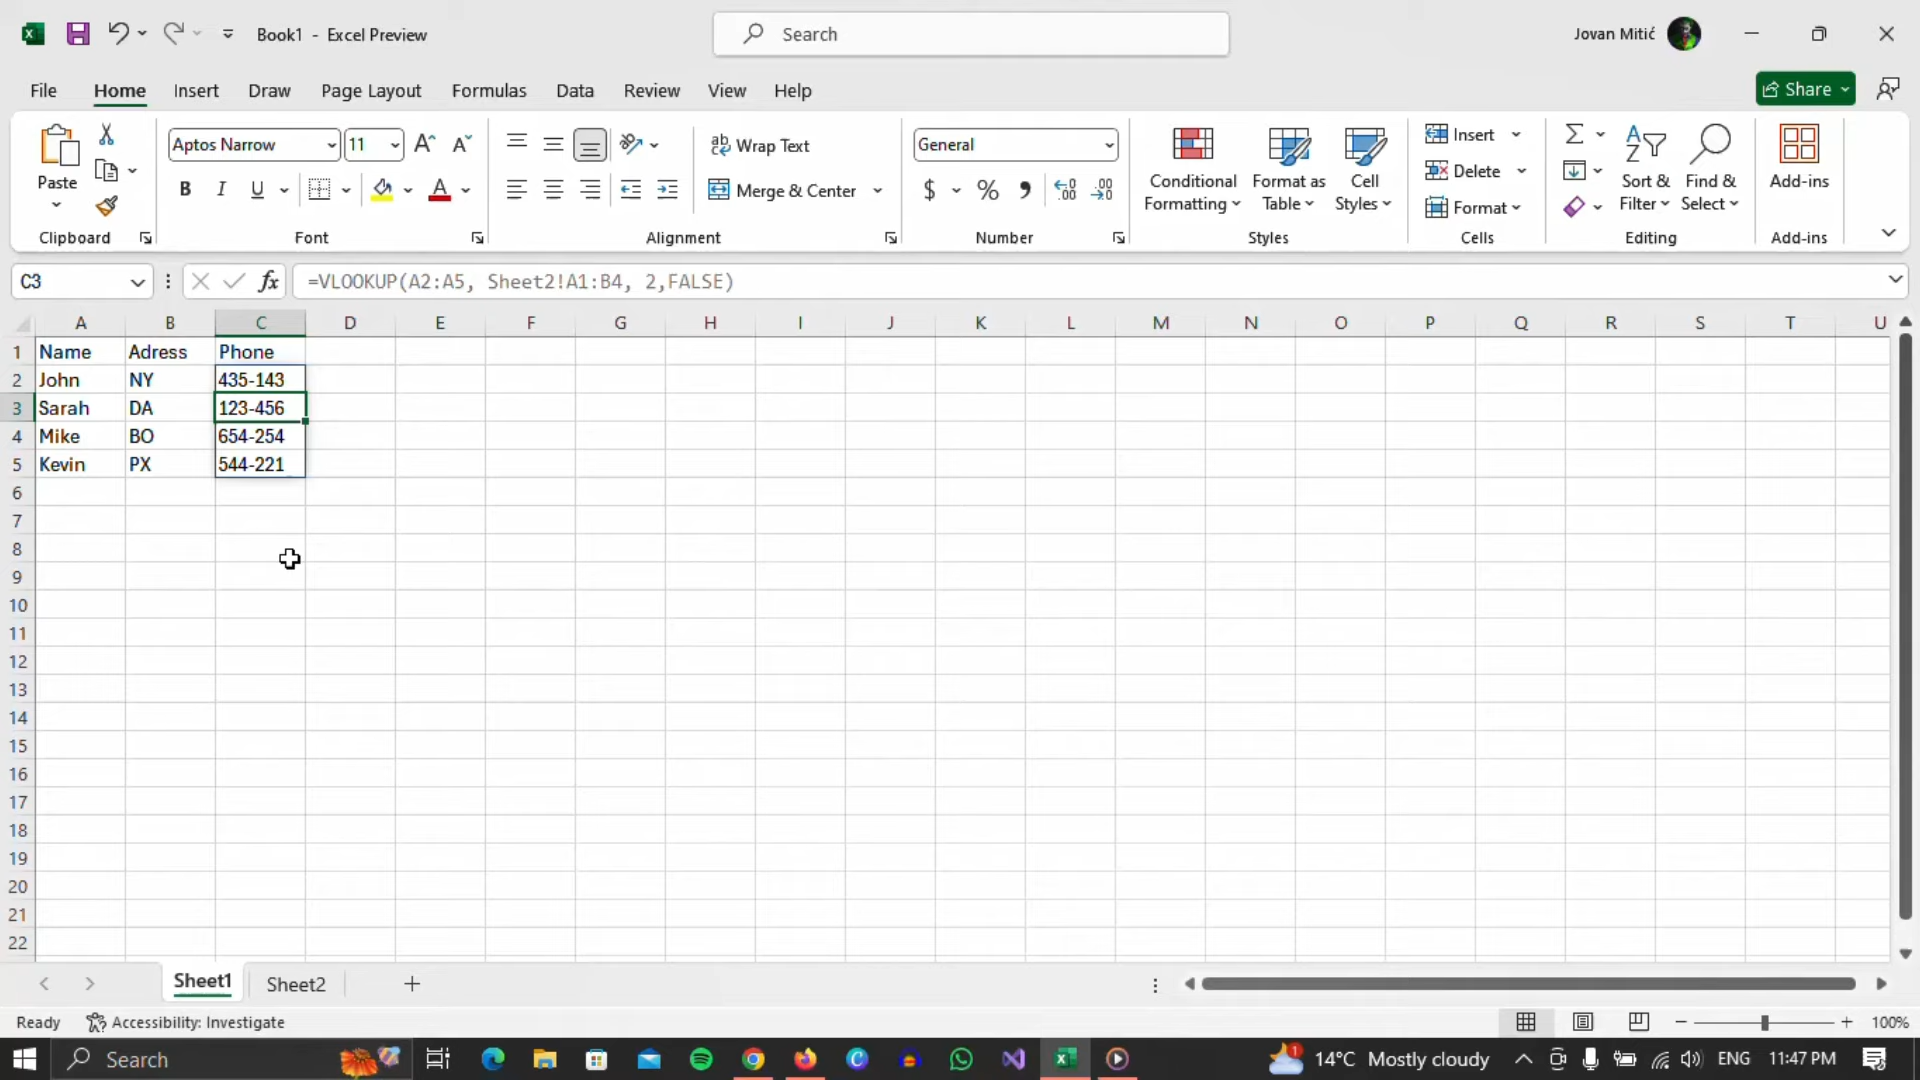 Book1 - Excel Preview
Search
Jovan Mitić
File Home Insert Draw Page Layout Formulas Data Review View Help
Share
Paste
Clipboard
Aptos Narrow 11
B I U
Font
Wrap Text
Merge & Center
Alignment
General
$ % ,
Number
Conditional Formatting
Format as Table
Cell Styles
Styles
Insert
Delete
Format
Cells
Sort & Filter
Find & Select
Editing
Add-ins
Add-ins
C3
fx =VLOOKUP(A2:A5, Sheet2!A1:B4, 2,FALSE)
A B C D E F G H I J K L M N O P Q R S T U
1 Name Adress Phone
2 John NY 435-143
3 Sarah DA 123-456
4 Mike BO 654-254
5 Kevin PX 544-221
6
7
8
9
10
11
12
13
14
15
16
17
18
19
20
21
22
Sheet1 Sheet2
Ready Accessibility: Investigate
100%
Search
1 14°C Mostly cloudy
ENG 11:47 PM